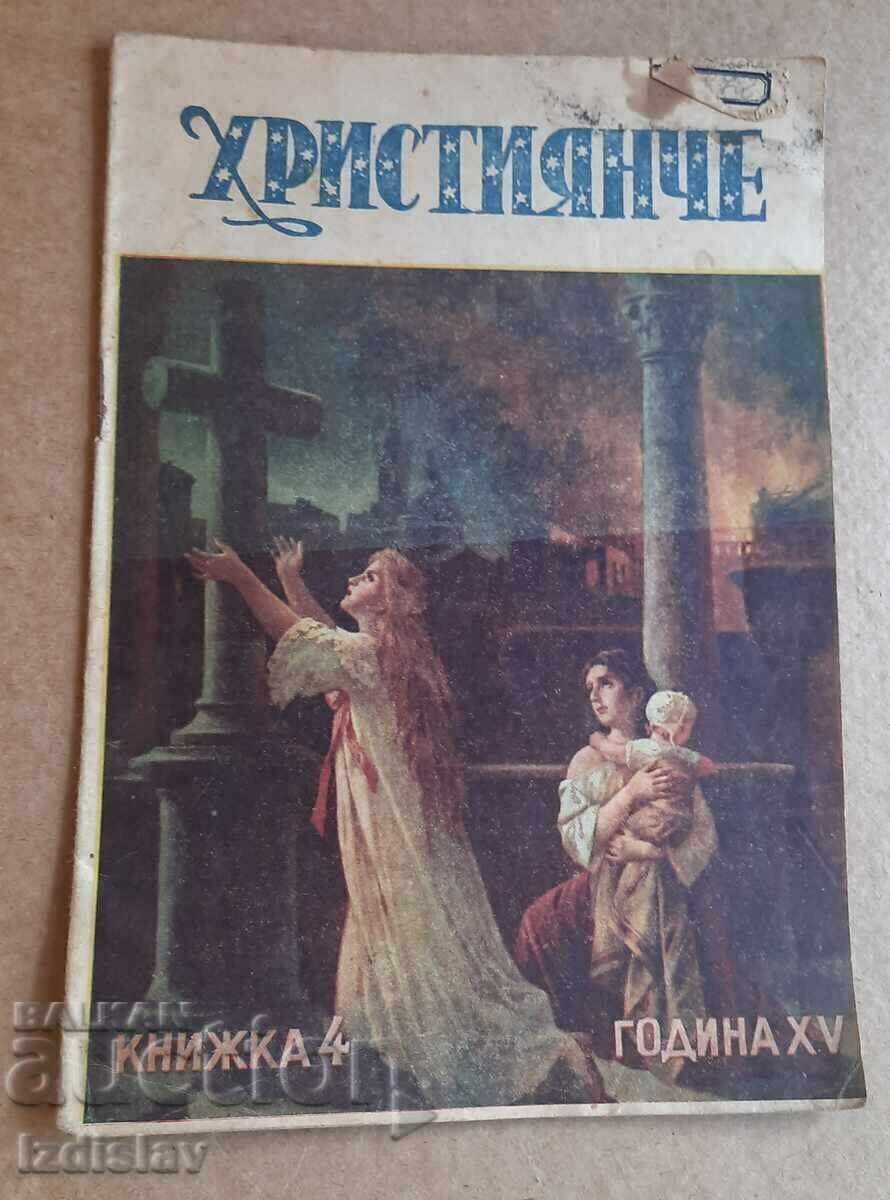 ХРИСТИЯНЧЕ
КНИЖКА 4
ГОДИНА XV
BALKAN
auction
Izdislav